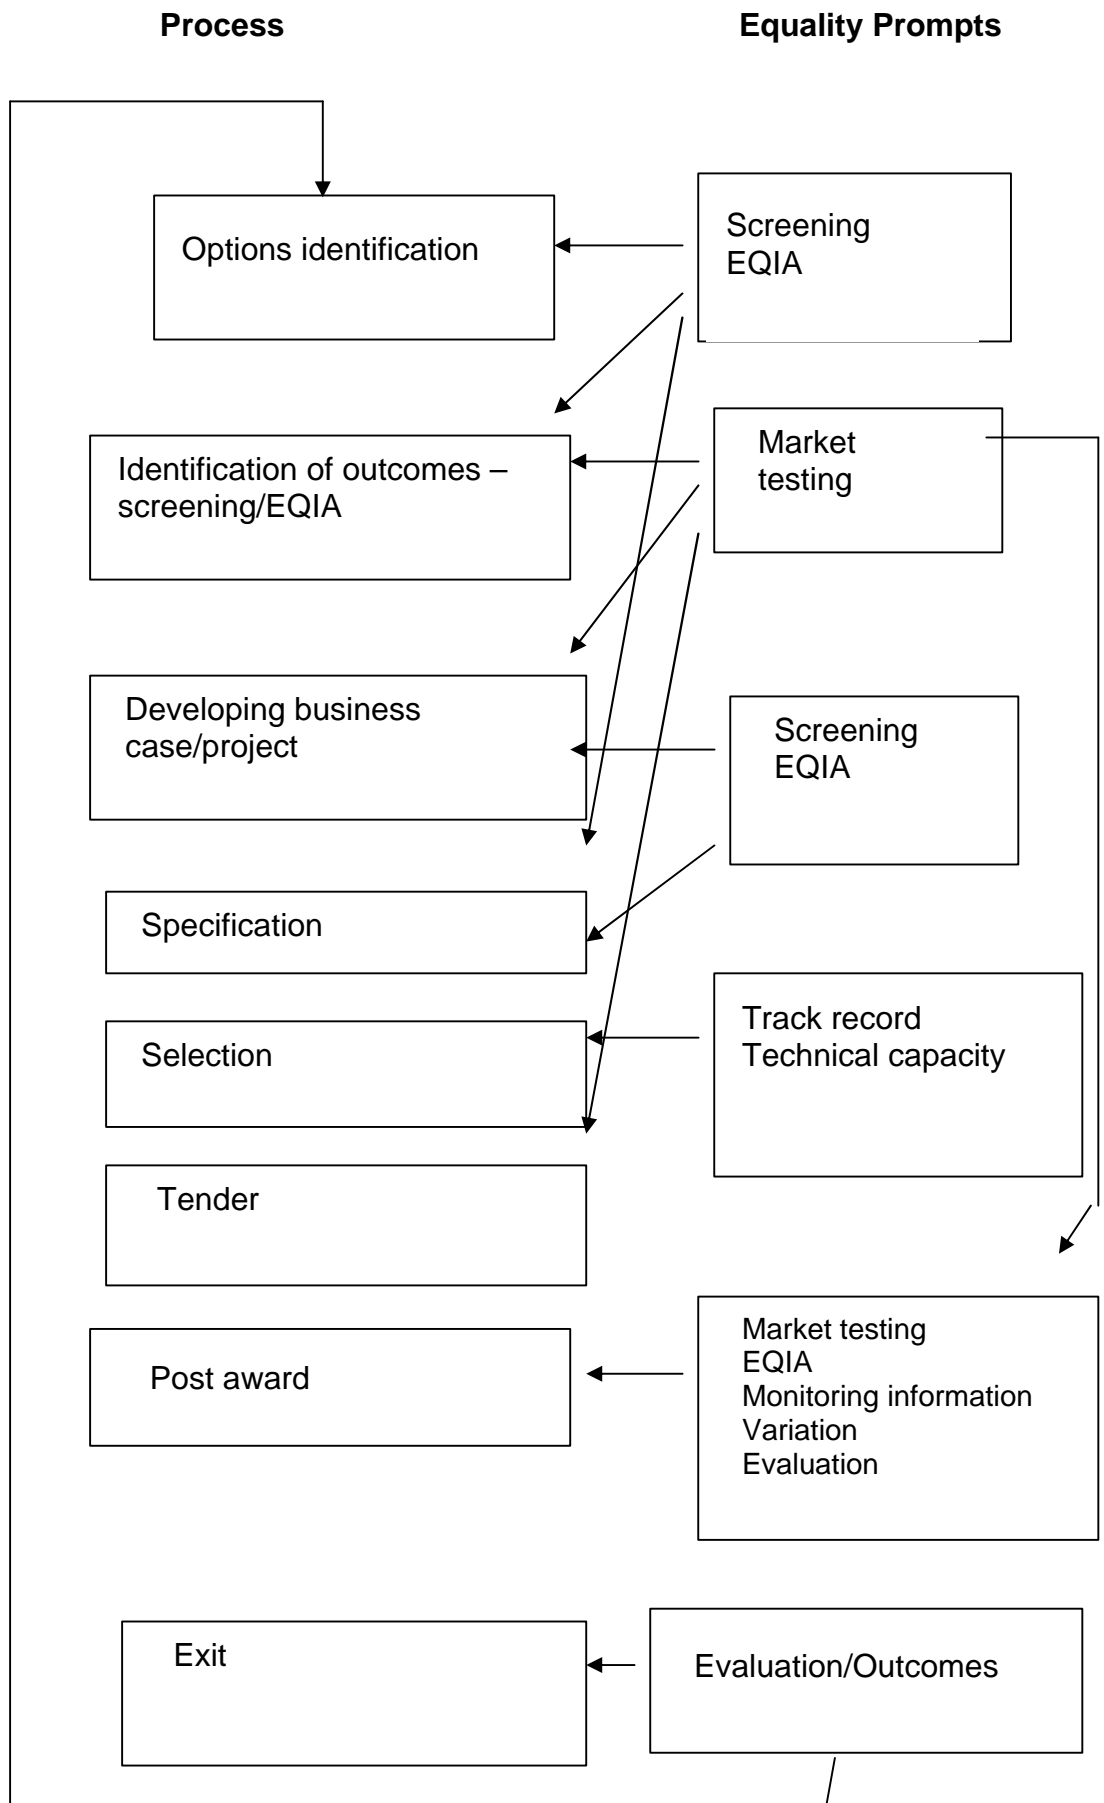 Process
Equality Prompts
Options identification
Screening
EQIA
Identification of outcomes –
screening/EQIA
Market
testing
Developing business
case/project
Screening
EQIA
Specification
Selection
Track record
Technical capacity
Tender
Post award
Market testing
EQIA
Monitoring information
Variation
Evaluation
Exit
Evaluation/Outcomes